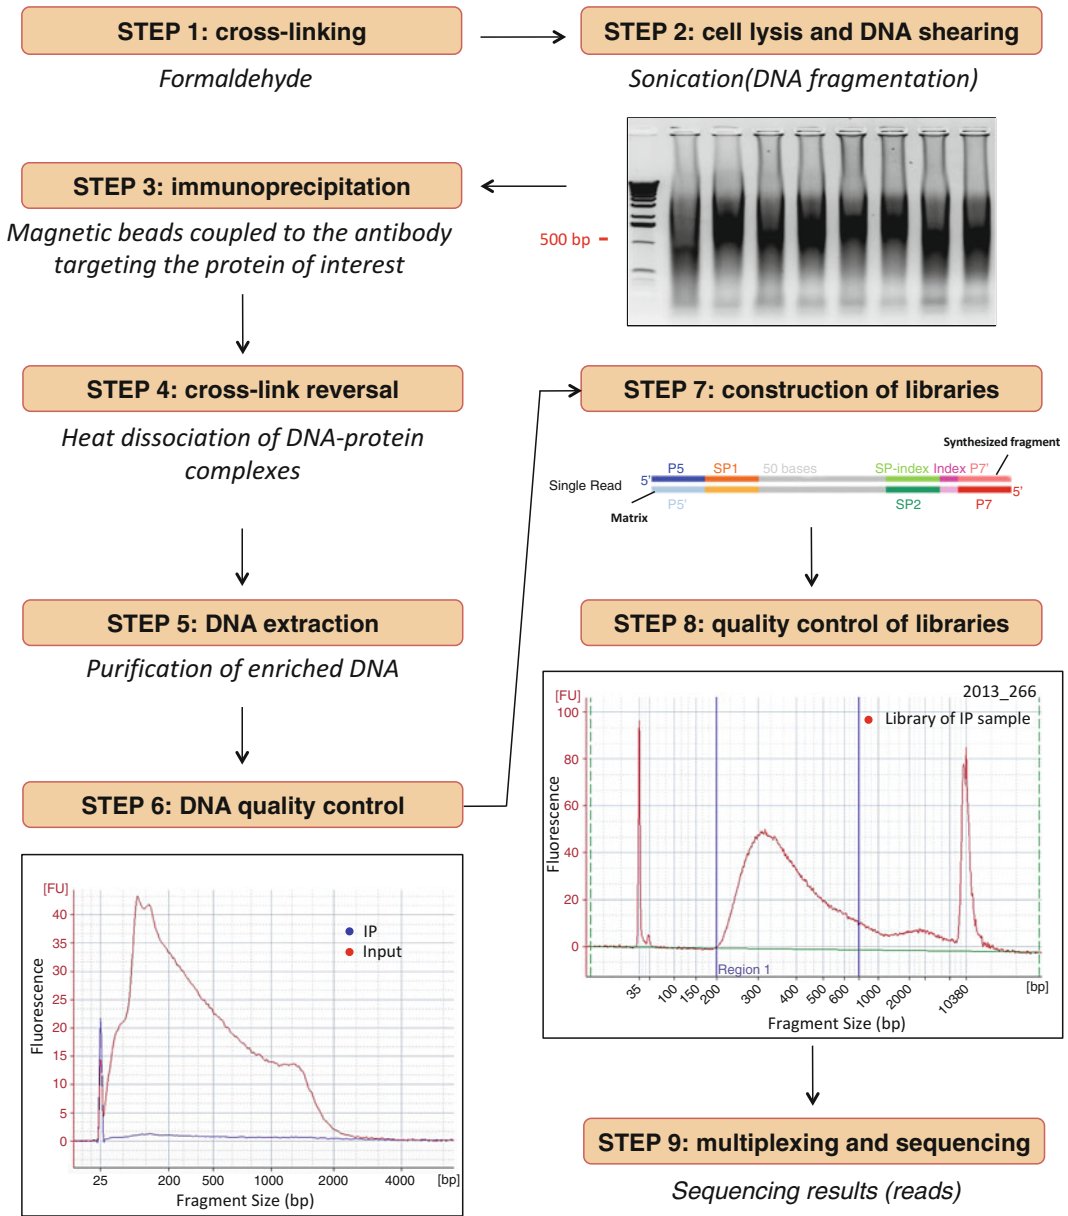 STEP 1: cross-linking
Formaldehyde
STEP 2: cell lysis and DNA shearing
Sonication(DNA fragmentation)
500 bp
STEP 3: immunoprecipitation
Magnetic beads coupled to the antibody
targeting the protein of interest
STEP 4: cross-link reversal
Heat dissociation of DNA-protein
complexes
STEP 5: DNA extraction
Purification of enriched DNA
STEP 6: DNA quality control
[FU]
40
35
30
25
20
15
10
5
0
Fluorescence
IP
Input
25 200 500 1000 2000 4000 [bp]
Fragment Size (bp)
STEP 7: construction of libraries
Synthesized fragment
P5 SP1 50 bases SP-index Index P7'
Single Read 5' 5'
Matrix P5' SP2 P7
STEP 8: quality control of libraries
[FU]
2013_266
Library of IP sample
100
80
60
40
20
0
Fluorescence
Region 1
35 100 150 200 300 400 500 600 1000 2000 10380 [bp]
Fragment Size (bp)
STEP 9: multiplexing and sequencing
Sequencing results (reads)